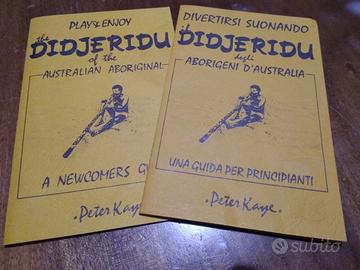 PLAY & ENJOY
the
DIDJERIDU
of the
AUSTRALIAN ABORIGINAL
A NEWCOMERS
• Peter Kaye
DIVERTIRSI SUONANDO
il
DIDJERIDU
degli
ABORIGENI D'AUSTRALIA
UNA GUIDA PER PRINCIPIANTI
• Peter Kaye •
subito